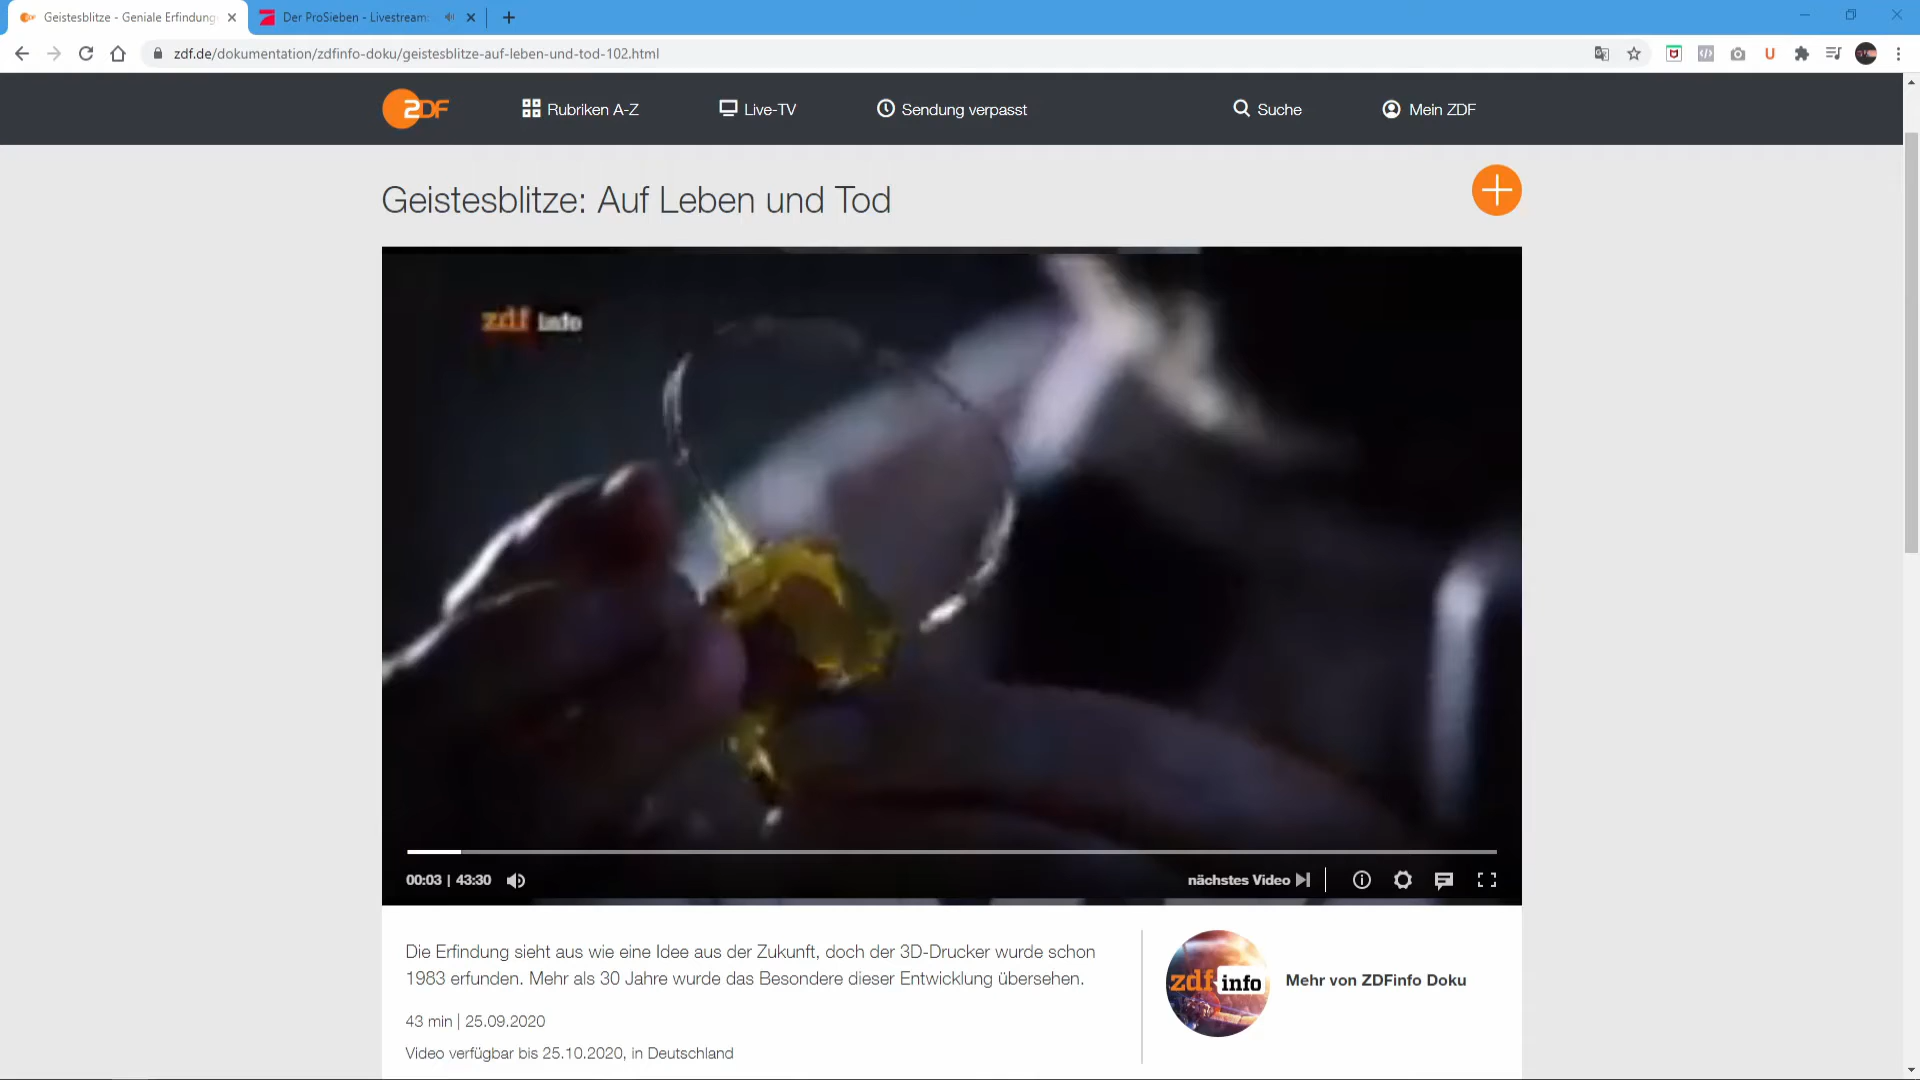 Geistesblitze - Geniale Erfindung
Der ProSieben - Livestream
zdf.de/dokumentation/zdfinfo-doku/geistesblitze-auf-leben-und-tod-102.html
U
ZDF
Rubriken A-Z
Live-TV
Sendung verpasst
Suche
Mein ZDF
Geistesblitze: Auf Leben und Tod
zdf info
00:03 | 43:30
nächstes Video
Die Erfindung sieht aus wie eine Idee aus der Zukunft, doch der 3D-Drucker wurde schon
1983 erfunden. Mehr als 30 Jahre wurde das Besondere dieser Entwicklung übersehen.
43 min | 25.09.2020
Video verfügbar bis 25.10.2020, in Deutschland
zdf info
Mehr von ZDFinfo Doku